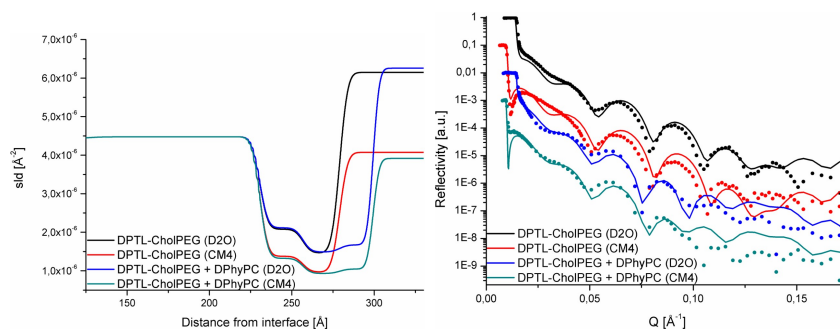 7,0x10⁻⁶
6,0x10⁻⁶
5,0x10⁻⁶
4,0x10⁻⁶
3,0x10⁻⁶
2,0x10⁻⁶
1,0x10⁻⁶
sld [Å⁻²]
DPTL-CholPEG (D2O)
DPTL-CholPEG (CM4)
DPTL-CholPEG + DPhyPC (D2O)
DPTL-CholPEG + DPhyPC (CM4)
150 200 250 300
Distance from interface [Å]
1
0,1
0,01
1E-3
1E-4
1E-5
1E-6
1E-7
1E-8
1E-9
Reflectivity [a.u.]
DPTL-CholPEG (D2O)
DPTL-CholPEG (CM4)
DPTL-CholPEG + DPhyPC (D2O)
DPTL-CholPEG + DPhyPC (CM4)
0,00 0,05 0,10 0,15
Q [Å⁻¹]